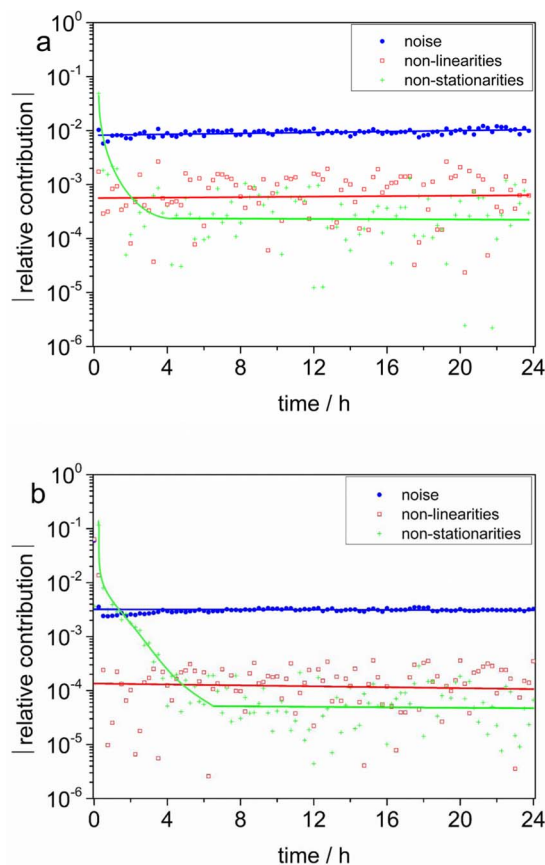 a
noise
non-linearities
non-stationarities
10^0
10^-1
10^-2
10^-3
10^-4
10^-5
10^-6
| relative contribution |
0 4 8 12 16 20 24
time / h
b
noise
non-linearities
non-stationarities
10^0
10^-1
10^-2
10^-3
10^-4
10^-5
10^-6
| relative contribution |
0 4 8 12 16 20 24
time / h